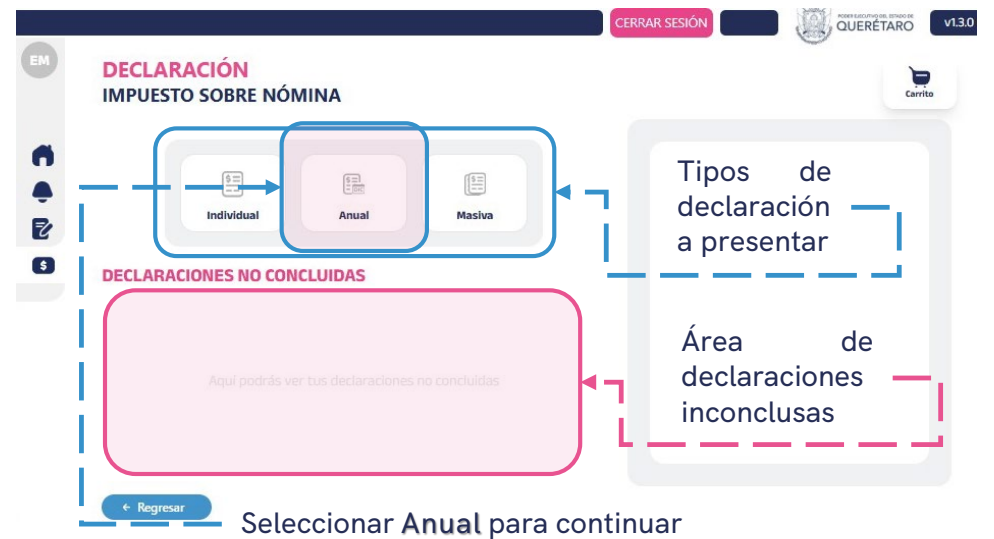 CERRAR SESIÓN
PODER EJECUTIVO DEL ESTADO DE
QUERÉTARO
v1.3.0
EM
DECLARACIÓN
IMPUESTO SOBRE NÓMINA
Carrito
Individual
Anual
Masiva
Tipos de
declaración
a presentar
DECLARACIONES NO CONCLUIDAS
Aquí podrás ver tus declaraciones no concluidas
Área de
declaraciones
inconclusas
← Regresar
Seleccionar Anual para continuar